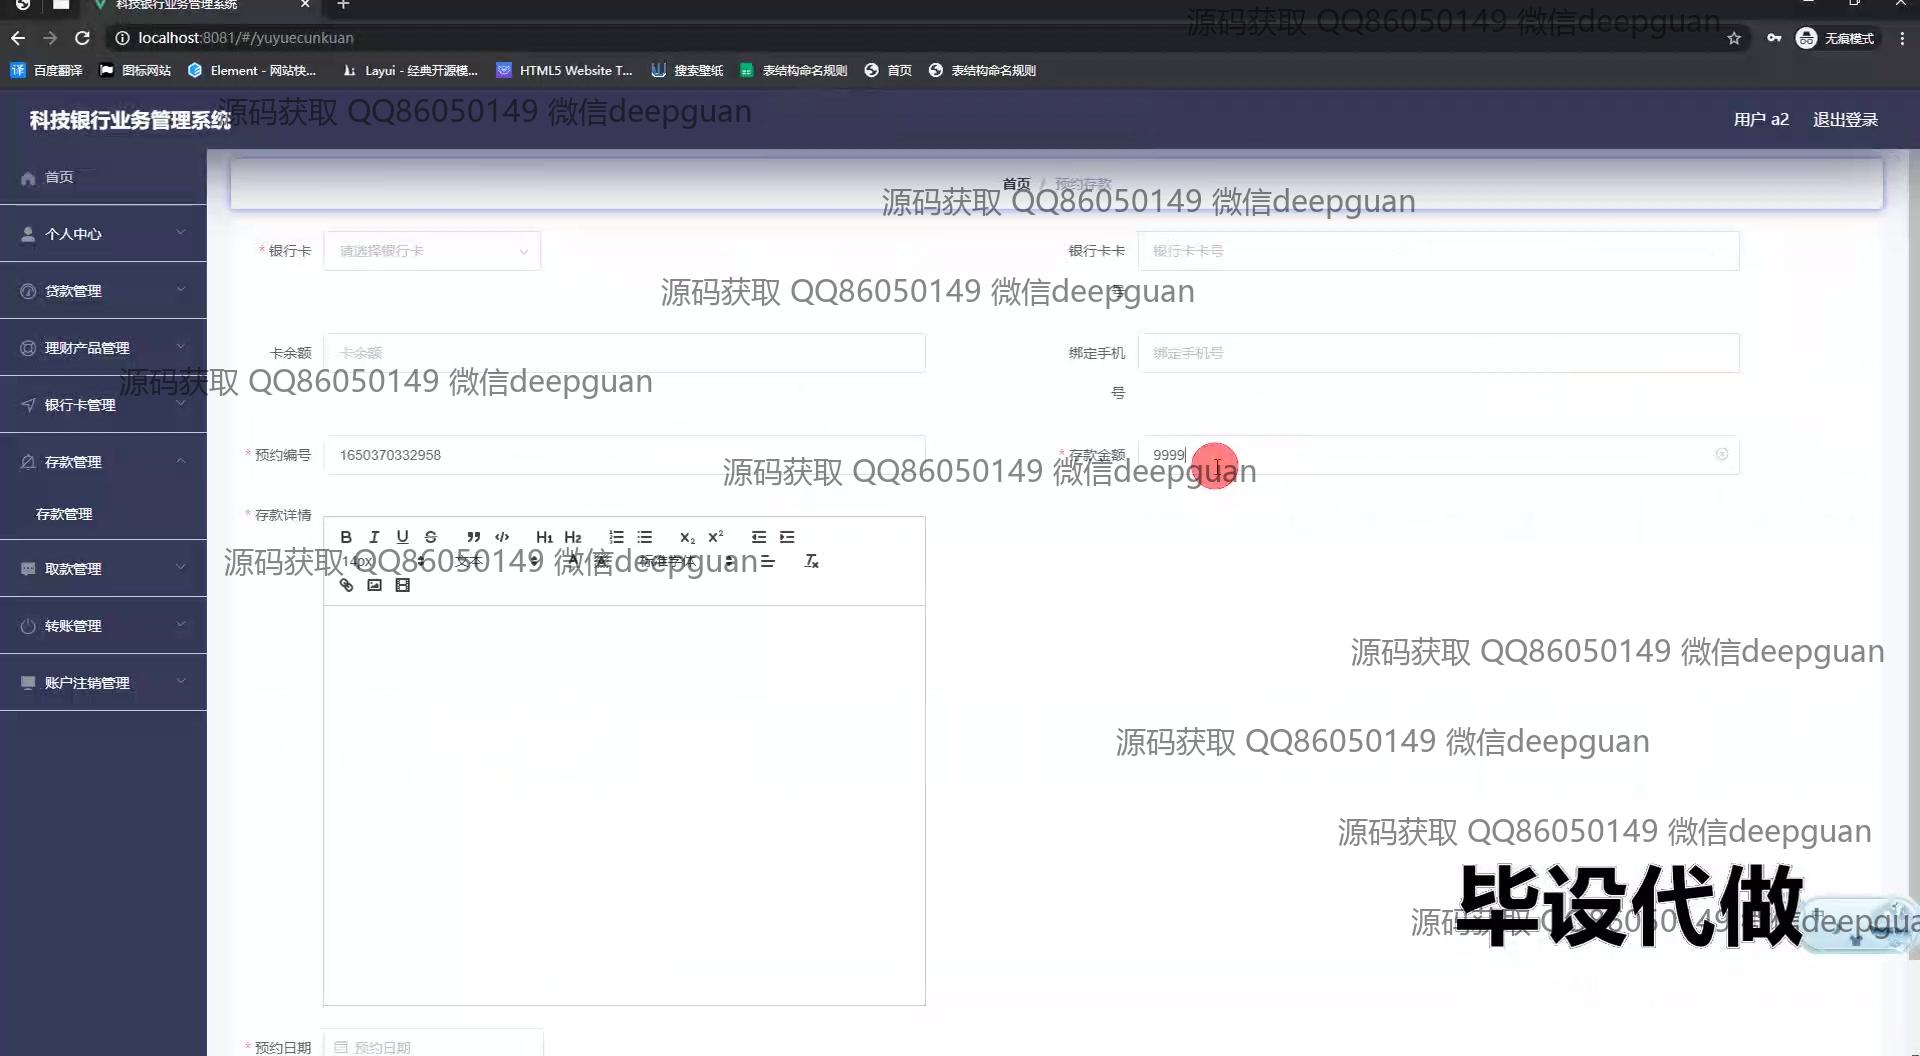 科技银行业务管理系统
localhost:8081/#/yuyuecunkuan
源码获取 QQ86050149 微信deepguan
无痕模式
百度翻译
图标网站
Element - 网站快...
Layui - 经典开源模...
HTML5 Website T...
搜索壁纸
表结构命名规则
首页
表结构命名规则
科技银行业务管理系统
源码获取 QQ86050149 微信deepguan
用户 a2
退出登录
首页
个人中心
贷款管理
理财产品管理
银行卡管理
存款管理
存款管理
取款管理
转账管理
账户注销管理
首页 / 预约存款
源码获取 QQ86050149 微信deepguan
* 银行卡
请选择银行卡
银行卡卡号
银行卡卡号
源码获取 QQ86050149 微信deepguan
卡余额
卡余额
绑定手机号
绑定手机号
源码获取 QQ86050149 微信deepguan
* 预约编号
1650370332958
* 存款金额
9999
源码获取 QQ86050149 微信deepguan
* 存款详情
B I U S ” </> H1 H2 X2 X2
14px 文本 A A 标准字体 Tx
源码获取 QQ86050149 微信deepguan
源码获取 QQ86050149 微信deepguan
源码获取 QQ86050149 微信deepguan
源码获取 QQ86050149 微信deepguan
毕设代做
源码获取 QQ86050149 微信deepgua
* 预约日期
预约日期